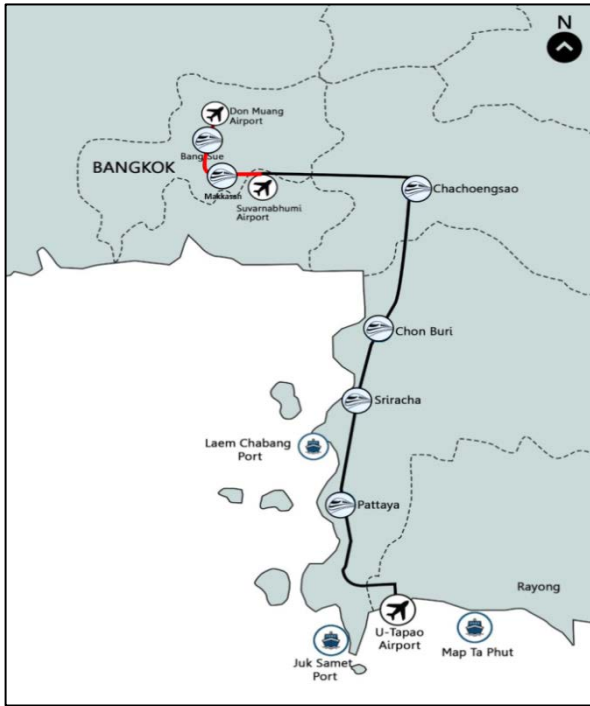 N
Don Muang
Airport
Bang Sue
BANGKOK
Makkasan
Suvarnabhumi
Airport
Chachoengsao
Chon Buri
Sriracha
Laem Chabang
Port
Pattaya
Rayong
U-Tapao
Airport
Map Ta Phut
Juk Samet
Port